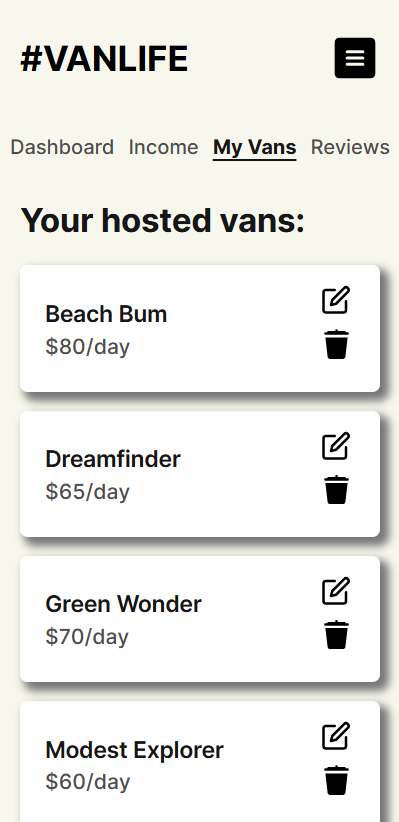 #VANLIFE
Dashboard Income My Vans Reviews
Your hosted vans:
Beach Bum
$80/day
Dreamfinder
$65/day
Green Wonder
$70/day
Modest Explorer
$60/day